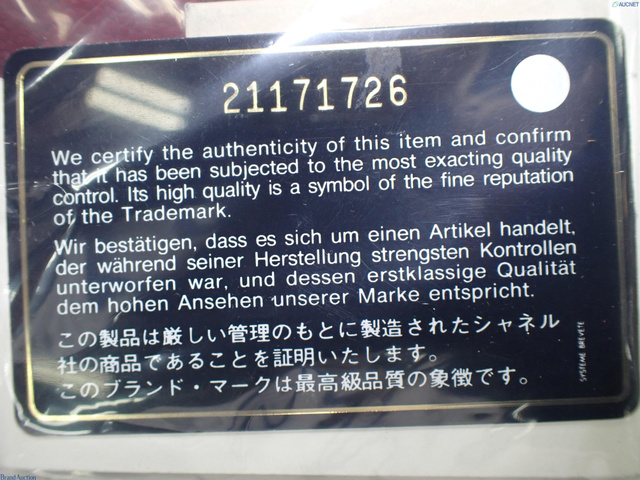 AUCNET
21171726
We certify the authenticity of this item and confirm
that it has been subjected to the most exacting quality
control. Its high quality is a symbol of the fine reputation
of the Trademark.
Wir bestätigen, dass es sich um einen Artikel handelt,
der während seiner Herstellung strengsten Kontrollen
unterworfen war, und dessen erstklassige Qualität
dem hohen Ansehen unserer Marke entspricht.
この製品は厳しい管理のもとに製造されたシャネル
社の商品であることを証明いたします。
このブランド・マークは最高級品質の象徴です。
SYSTEME BREVETE
BrandAuction